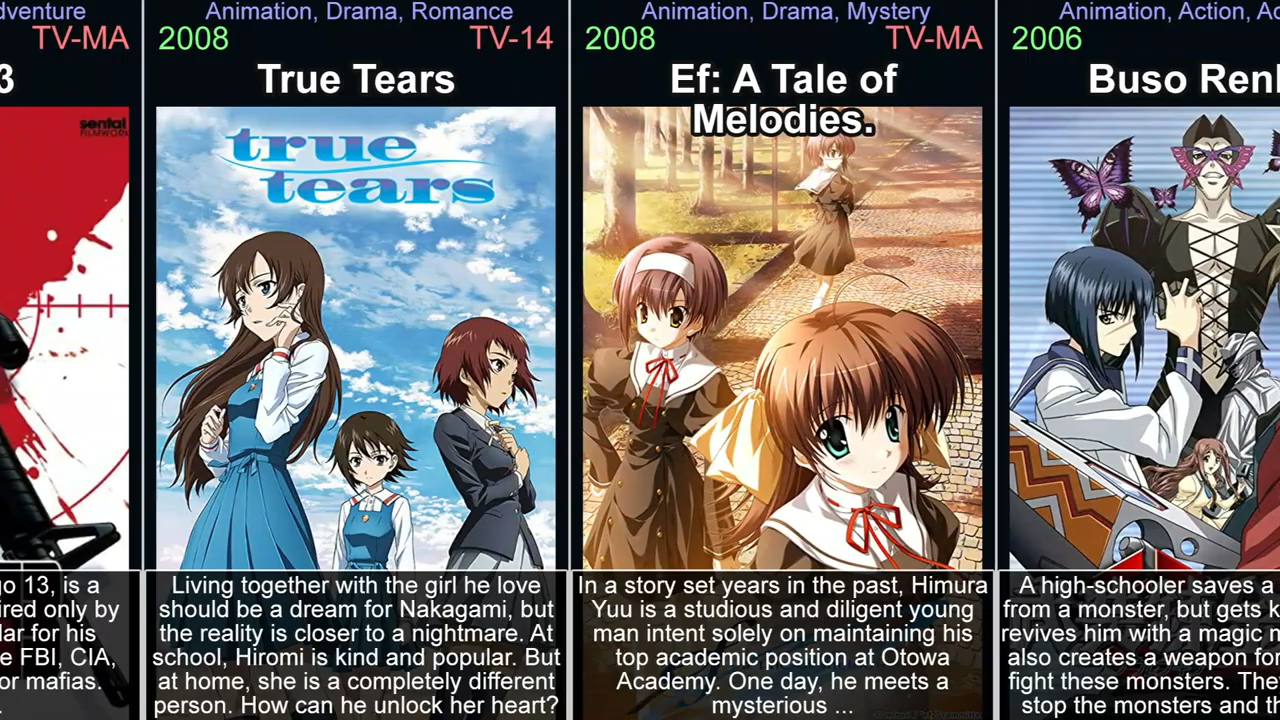 dventure
TV-MA
3
sentai
FILMWORK
go 13, is a
ired only by
lar for his
e FBI, CIA,
or mafias.
.
Animation, Drama, Romance
2008 TV-14
True Tears
true
tears
Living together with the girl he love
should be a dream for Nakagami, but
the reality is closer to a nightmare. At
school, Hiromi is kind and popular. But
at home, she is a completely different
person. How can he unlock her heart?
Animation, Drama, Mystery
2008 TV-MA
Ef: A Tale of
Melodies.
In a story set years in the past, Himura
Yuu is a studious and diligent young
man intent solely on maintaining his
top academic position at Otowa
Academy. One day, he meets a
mysterious ...
Animation, Action, Ad
2006
Buso Ren
A high-schooler saves a
from a monster, but gets k
revives him with a magic m
also creates a weapon for
fight these monsters. They
stop the monsters and th